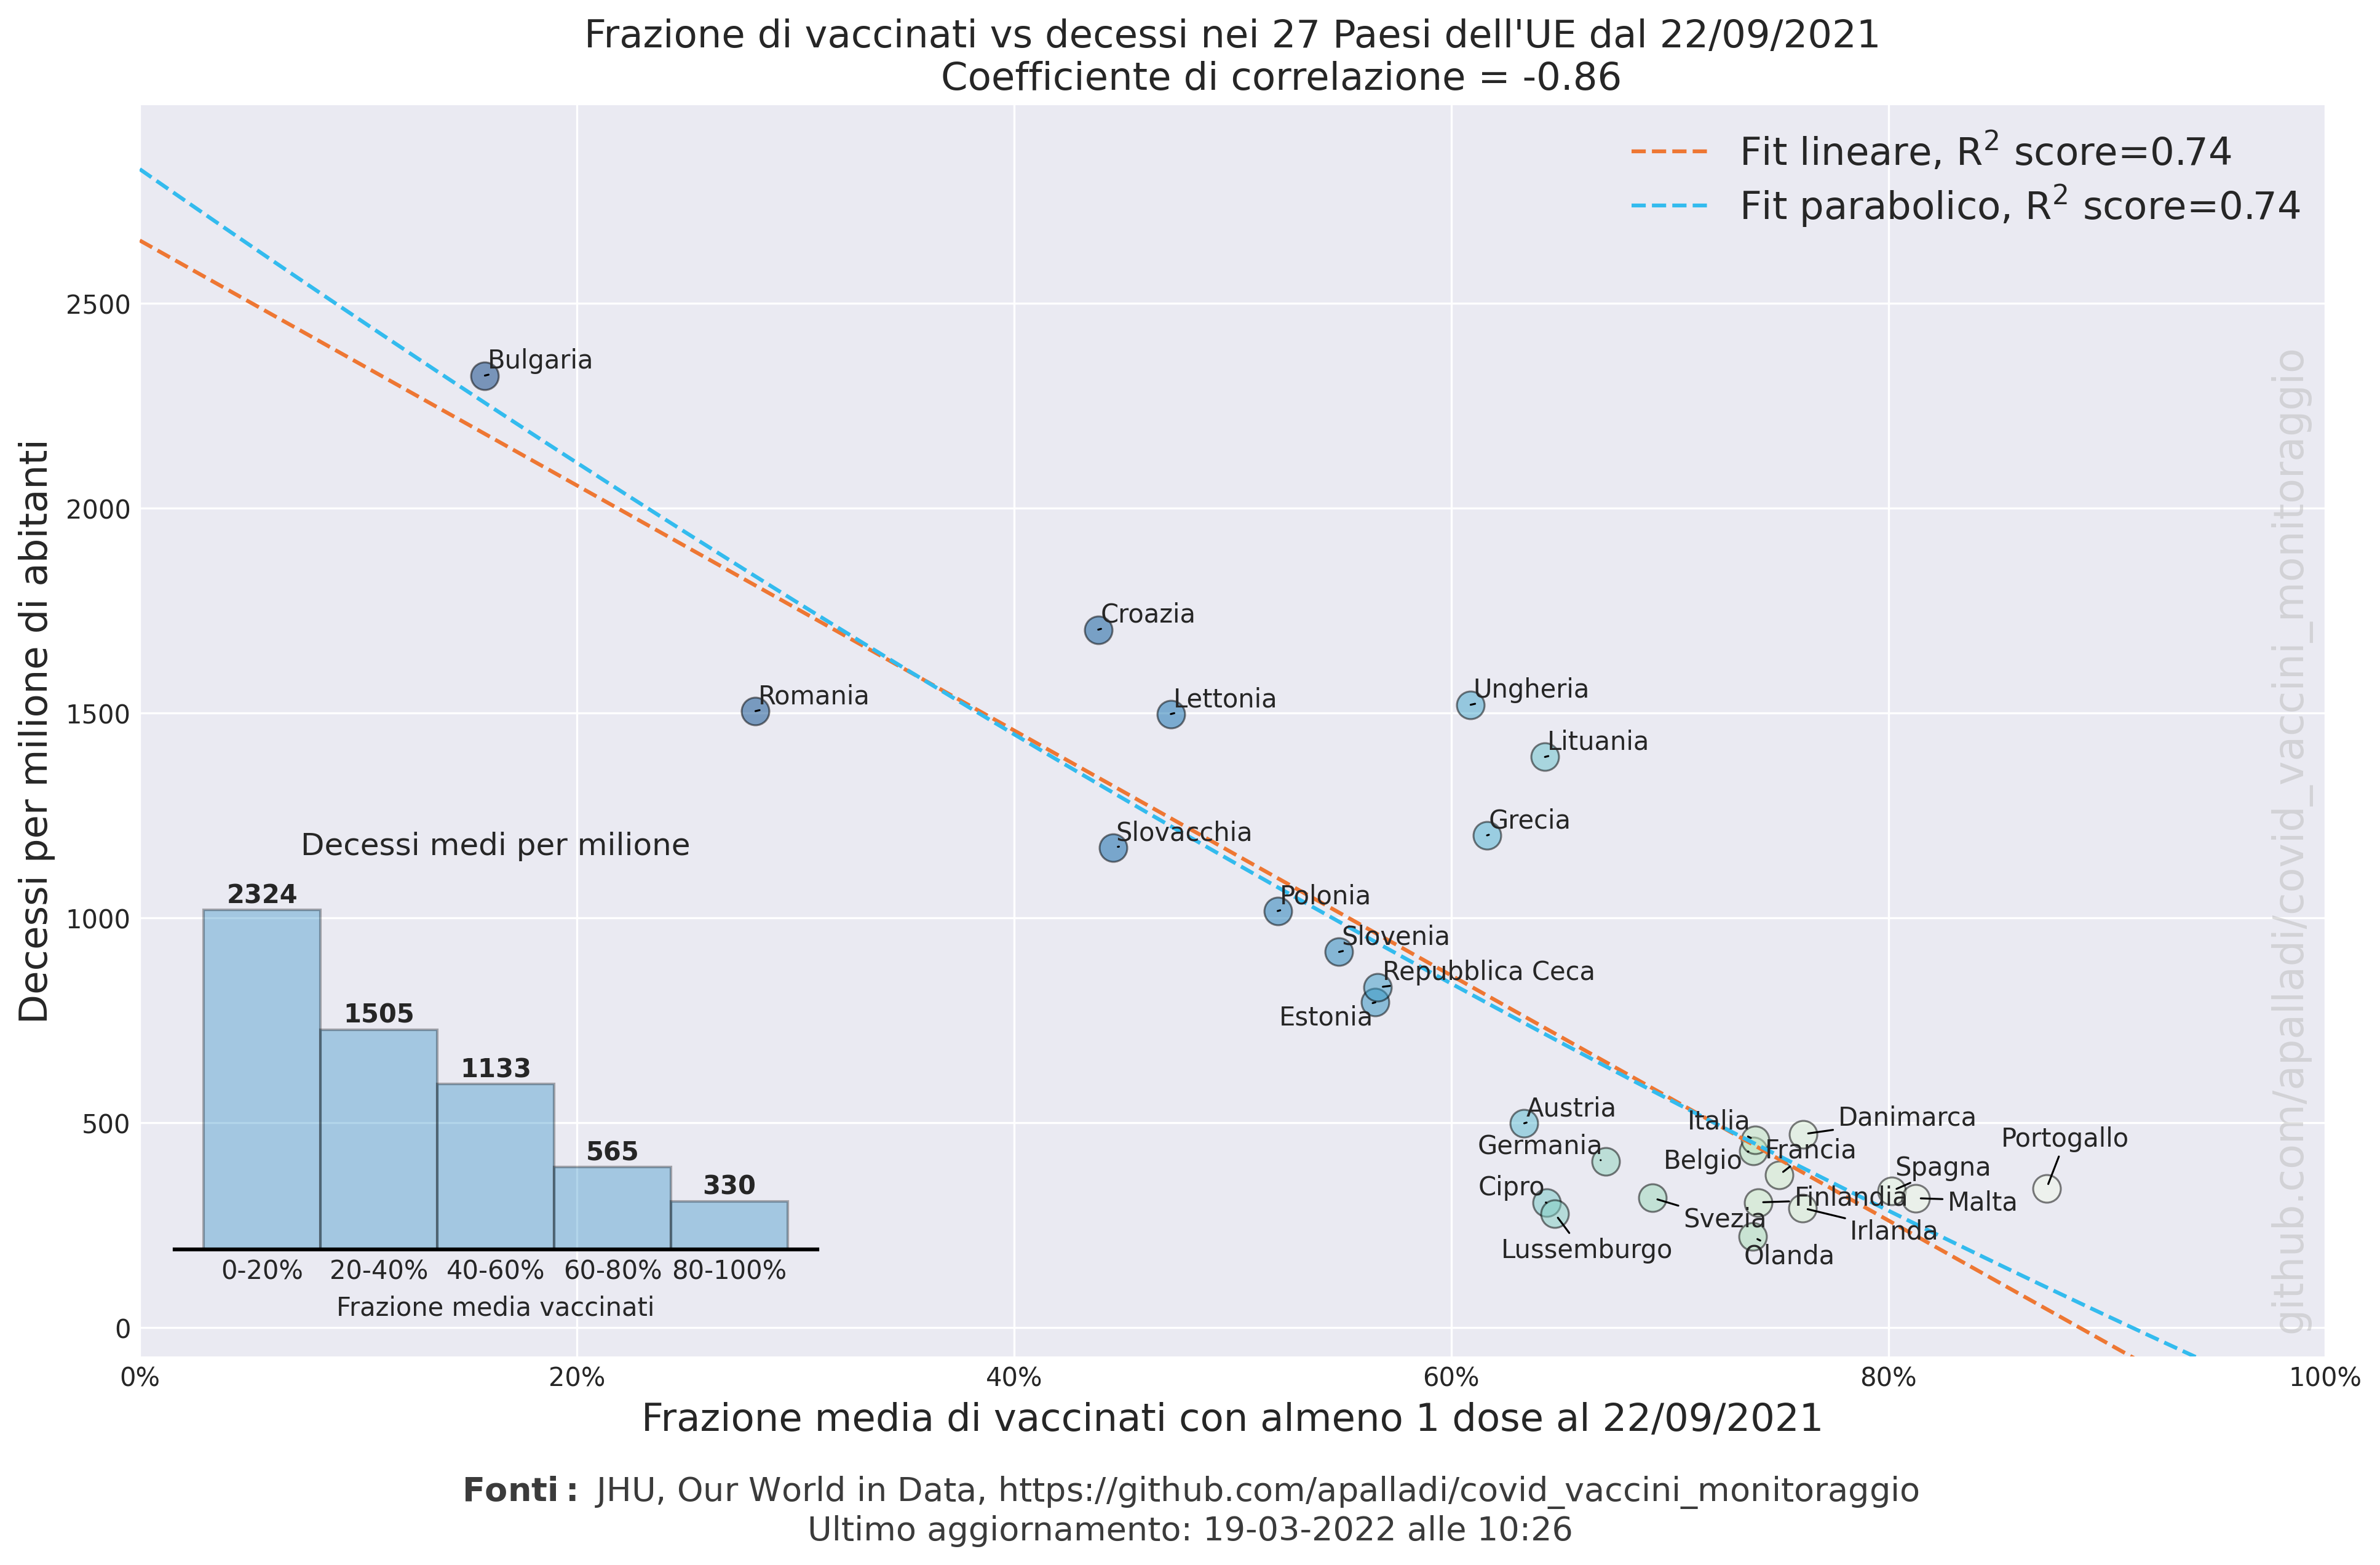 Frazione di vaccinati vs decessi nei 27 Paesi dell'UE dal 22/09/2021
Coefficiente di correlazione = -0.86
Fit lineare, R² score=0.74
Fit parabolico, R² score=0.74
Decessi per milione di abitanti
2500
2000
1500
1000
500
0
Bulgaria
Croazia
Romania
Lettonia
Ungheria
Lituania
Grecia
Slovacchia
Polonia
Slovenia
Repubblica Ceca
Estonia
Austria
Italia
Danimarca
Germania
Francia
Portogallo
Belgio
Spagna
Cipro
Finlandia
Malta
Svezia
Irlanda
Lussemburgo
Olanda
Decessi medi per milione
2324
1505
1133
565
330
0-20% 20-40% 40-60% 60-80% 80-100%
Frazione media vaccinati
github.com/apalladi/covid_vaccini_monitoraggio
0% 20% 40% 60% 80% 100%
Frazione media di vaccinati con almeno 1 dose al 22/09/2021
Fonti: JHU, Our World in Data, https://github.com/apalladi/covid_vaccini_monitoraggio
Ultimo aggiornamento: 19-03-2022 alle 10:26